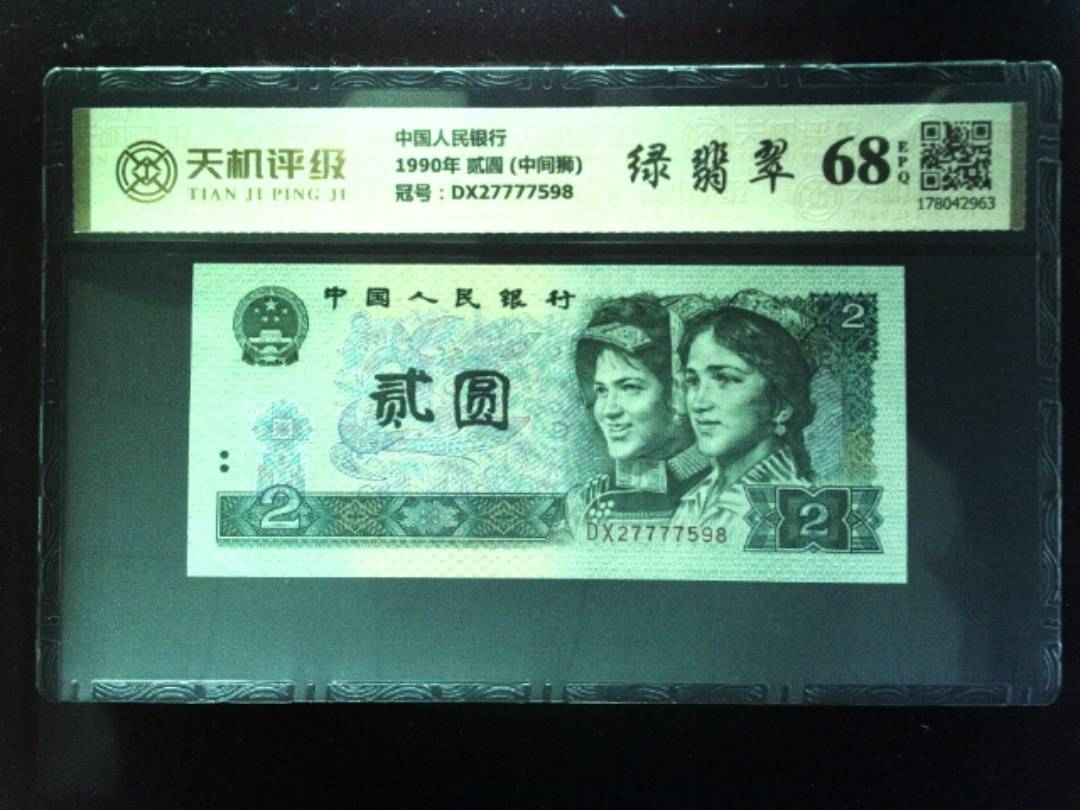 天机评级
TIAN JI PING JI
中国人民银行
1990年 贰圆 (中间狮)
冠号：DX27777598
绿翡翠
68
EPQ
178042963
中国人民银行
2
贰圆
2
DX27777598
2